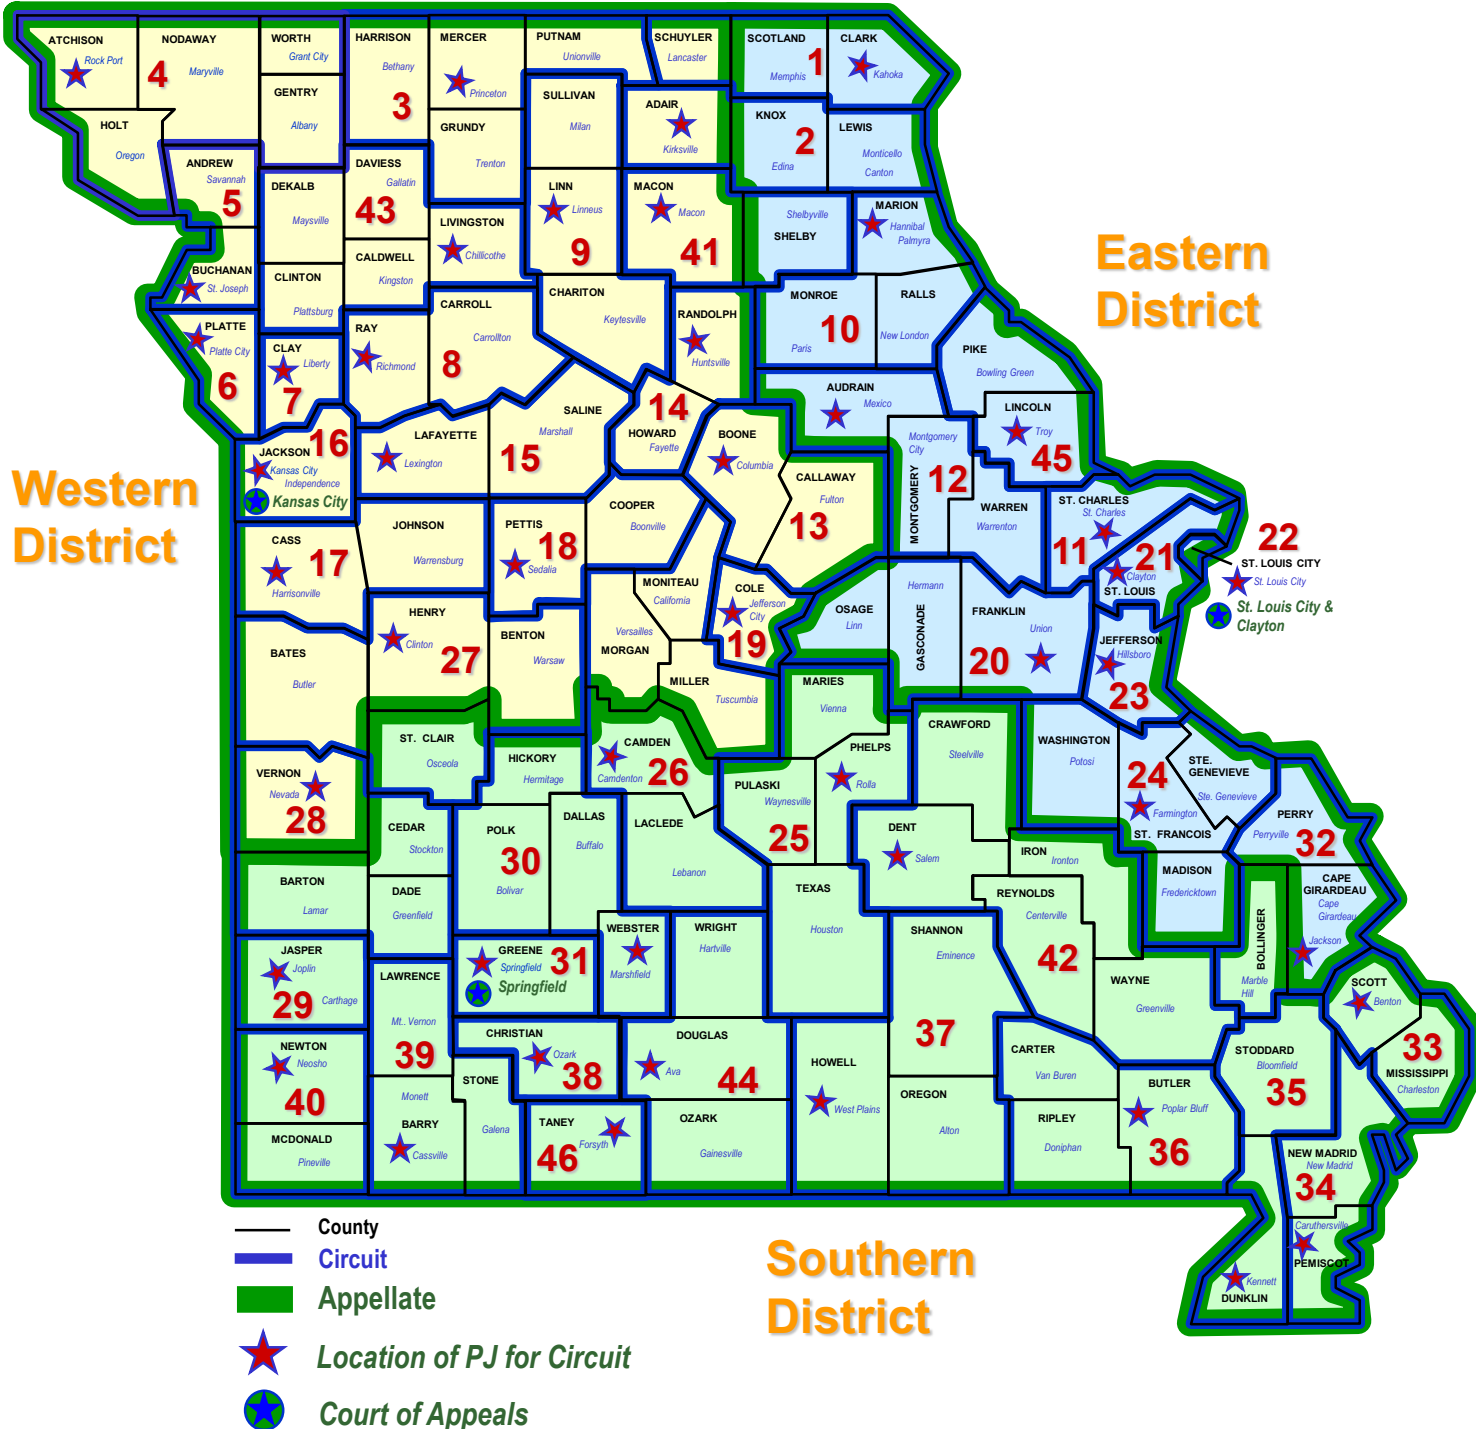 ATCHISON
Rock Port
NODAWAY
4
Maryville
WORTH
Grant City
HARRISON
Bethany
3
MERCER
Princeton
PUTNAM
Unionville
SCHUYLER
Lancaster
SCOTLAND
1
Memphis
CLARK
Kahoka
GENTRY
Albany
SULLIVAN
Milan
ADAIR
Kirksville
KNOX
2
Edina
LEWIS
Monticello
Canton
HOLT
Oregon
GRUNDY
Trenton
ANDREW
Savannah
5
DEKALB
Maysville
DAVIESS
Gallatin
43
LIVINGSTON
Chillicothe
LINN
Linneus
9
MACON
Macon
41
Shelbyville
SHELBY
MARION
Hannibal
Palmyra
Eastern
District
BUCHANAN
St. Joseph
CLINTON
Plattsburg
CALDWELL
Kingston
CARROLL
Carrollton
8
CHARITON
Keytesville
RANDOLPH
Huntsville
MONROE
10
Paris
RALLS
New London
PLATTE
Platte City
6
CLAY
Liberty
7
RAY
Richmond
PIKE
Bowling Green
AUDRAIN
Mexico
LINCOLN
Troy
45
14
HOWARD
Fayette
SALINE
Marshall
15
LAFAYETTE
Lexington
16
JACKSON
Kansas City
Independence
Kansas City
BOONE
Columbia
CALLAWAY
Fulton
13
Montgomery
City
12
MONTGOMERY
WARREN
Warrenton
ST. CHARLES
St. Charles
11
21
Clayton
ST. LOUIS
22
ST. LOUIS CITY
St. Louis City
St. Louis City &
Clayton
Western
District
JOHNSON
Warrensburg
PETTIS
18
Sedalia
COOPER
Boonville
CASS
17
Harrisonville
MONITEAU
California
COLE
Jefferson
City
19
OSAGE
Linn
Hermann
GASCONADE
FRANKLIN
Union
20
JEFFERSON
Hillsboro
23
HENRY
Clinton
27
BENTON
Warsaw
Versailles
MORGAN
MILLER
Tuscumbia
BATES
Butler
MARIES
Vienna
ST. CLAIR
Osceola
HICKORY
Hermitage
CAMDEN
Camdenton
26
PHELPS
Rolla
CRAWFORD
Steelville
WASHINGTON
Potosi
STE.
GENEVIEVE
Ste. Genevieve
24
Farmington
ST. FRANCOIS
VERNON
Nevada
28
PULASKI
Waynesville
25
PERRY
Perryville
32
CEDAR
Stockton
POLK
30
Bolivar
DALLAS
Buffalo
LACLEDE
Lebanon
DENT
Salem
IRON
Ironton
MADISON
Fredericktown
CAPE
GIRARDEAU
Cape
Girardeau
Jackson
BARTON
Lamar
DADE
Greenfield
TEXAS
Houston
REYNOLDS
Centerville
42
BOLLINGER
Marble
Hill
JASPER
Joplin
29
Carthage
LAWRENCE
Mt.. Vernon
39
GREENE
Springfield
31
Springfield
WEBSTER
Marshfield
WRIGHT
Hartville
SHANNON
Eminence
37
WAYNE
Greenville
SCOTT
Benton
33
MISSISSIPPI
Charleston
NEWTON
Neosho
40
CHRISTIAN
Ozark
38
DOUGLAS
Ava
44
HOWELL
West Plains
CARTER
Van Buren
STODDARD
Bloomfield
35
STONE
Galena
Monett
BARRY
Cassville
OREGON
Alton
RIPLEY
Doniphan
BUTLER
Poplar Bluff
36
MCDONALD
Pineville
TANEY
Forsyth
46
OZARK
Gainesville
NEW MADRID
New Madrid
34
Caruthersville
PEMISCOT
Kennett
DUNKLIN
Southern
District
County
Circuit
Appellate
Location of PJ for Circuit
Court of Appeals